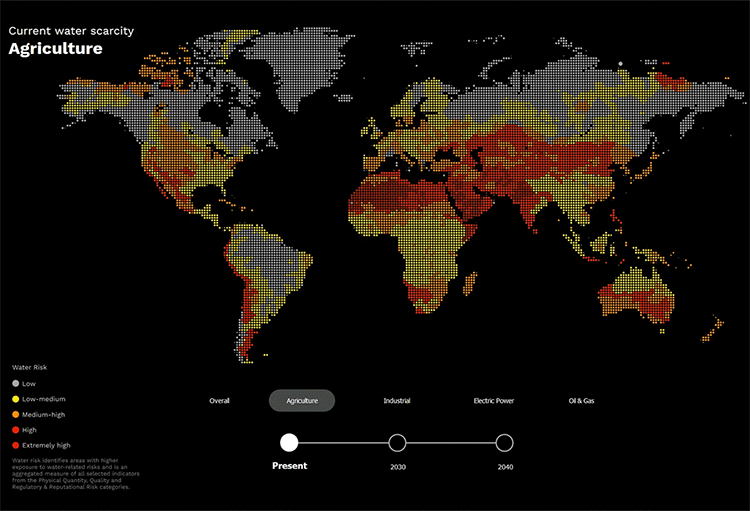 Current water scarcity
Agriculture
Water Risk
Low
Low-medium
Medium-high
High
Extremely high
Water risk identifies areas with higher
exposure to water-related risks and is an
aggregated measure of all selected indicators
from the Physical Quantity, Quality and
Regulatory & Reputational Risk categories.
Overall
Agriculture
Industrial
Electric Power
Oil & Gas
Present
2030
2040